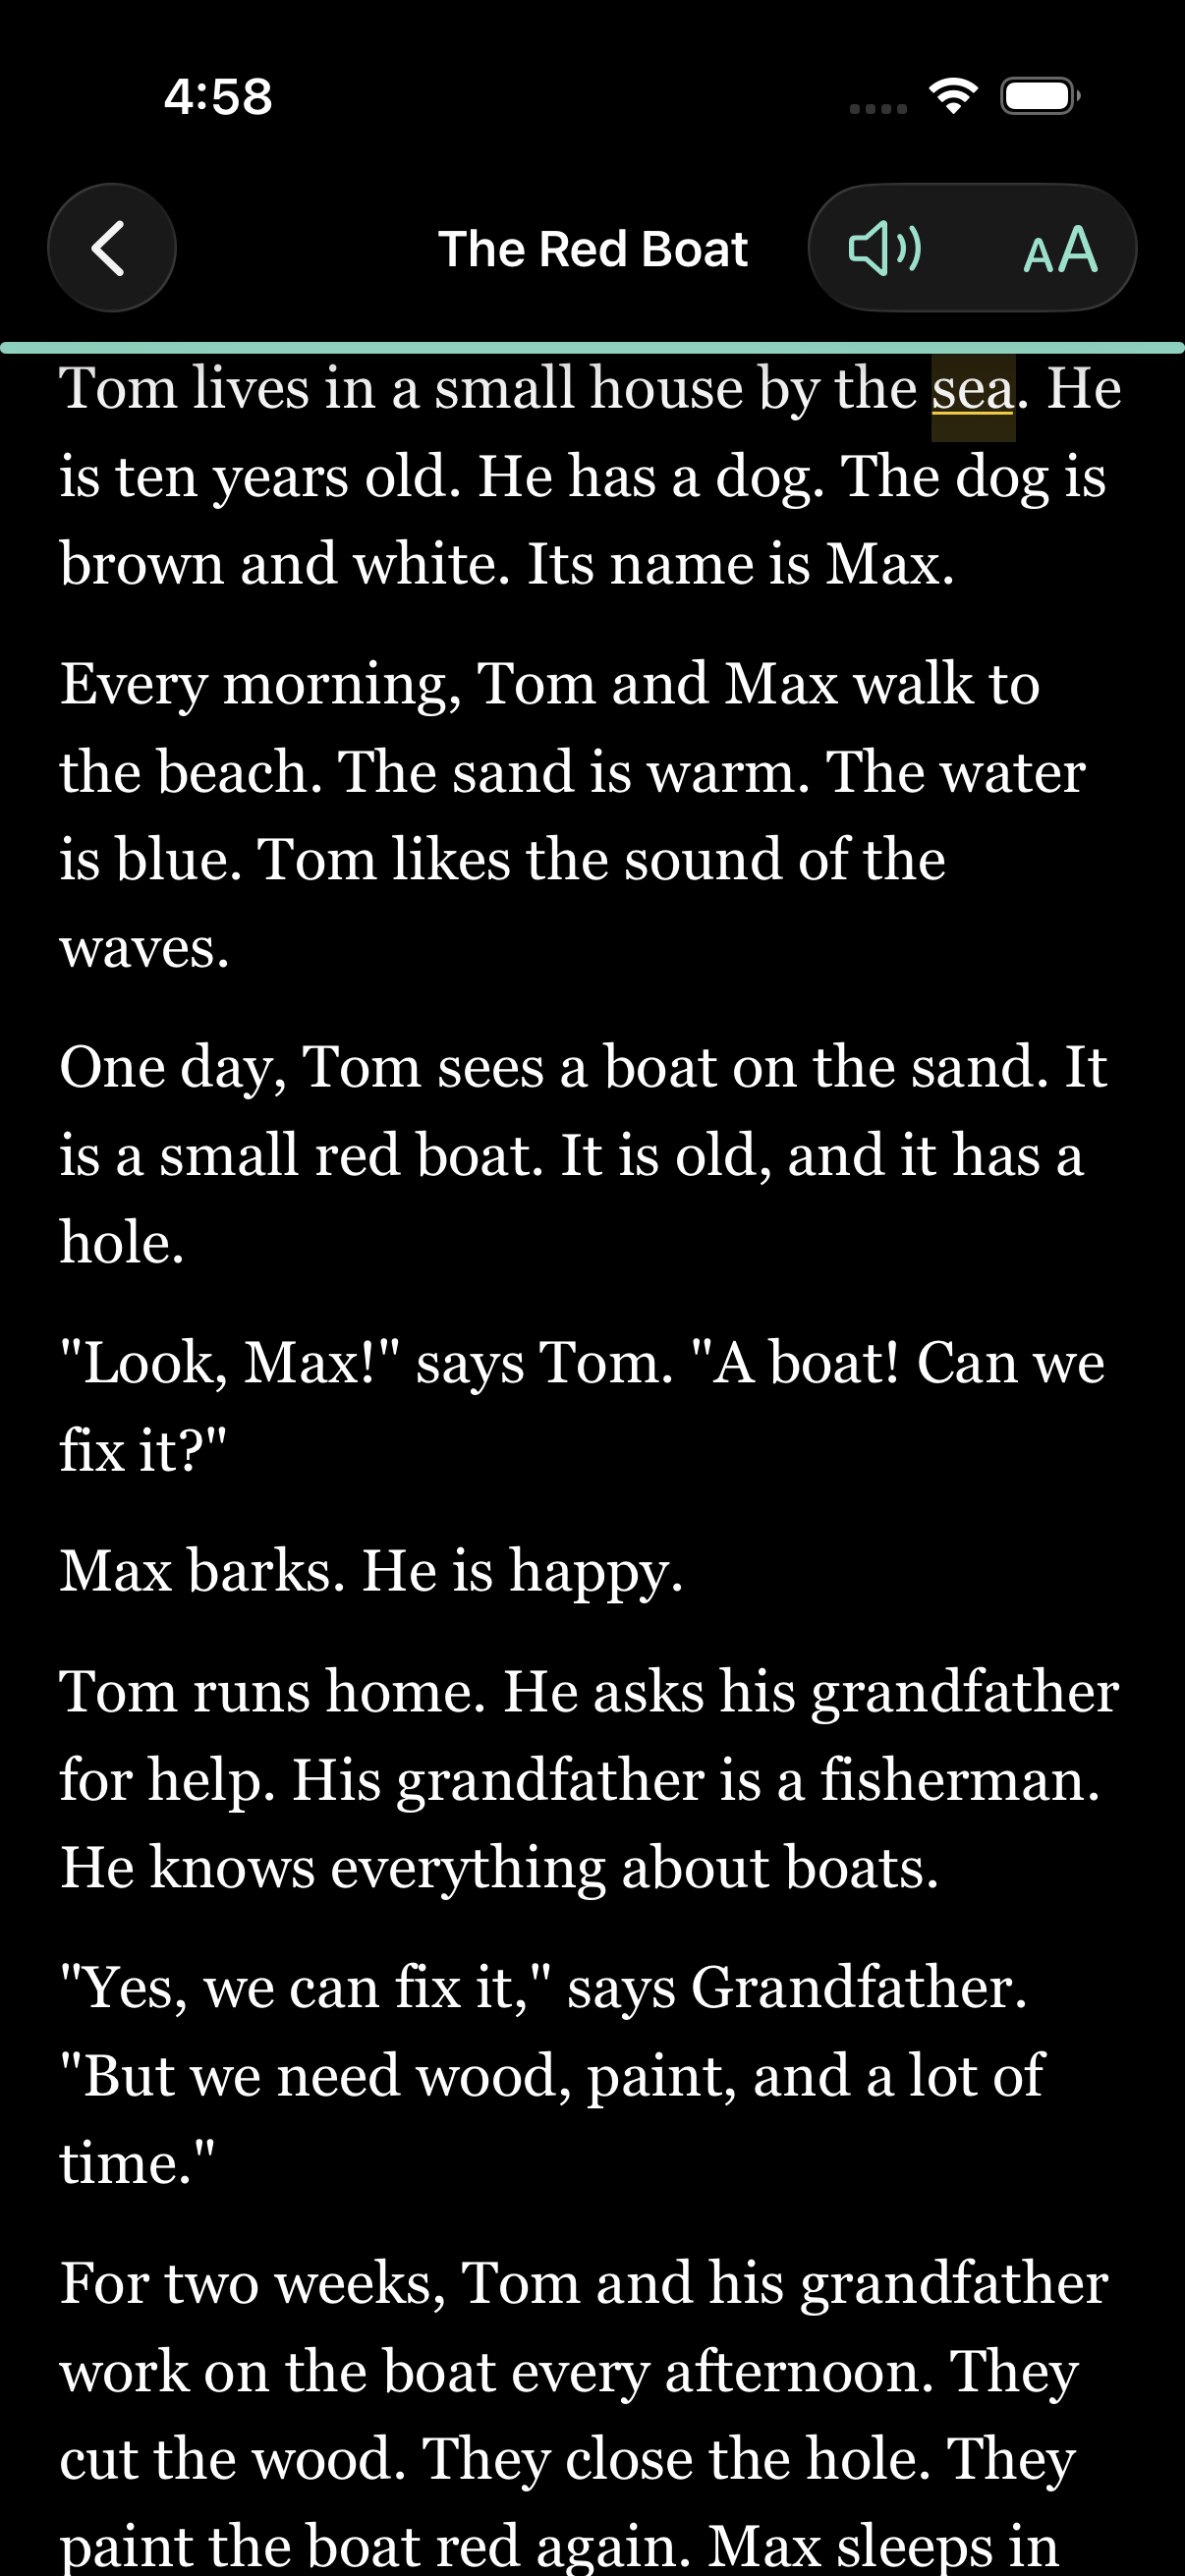 4:58
The Red Boat
AA
Tom lives in a small house by the sea. He
is ten years old. He has a dog. The dog is
brown and white. Its name is Max.
Every morning, Tom and Max walk to
the beach. The sand is warm. The water
is blue. Tom likes the sound of the
waves.
One day, Tom sees a boat on the sand. It
is a small red boat. It is old, and it has a
hole.
"Look, Max!" says Tom. "A boat! Can we
fix it?"
Max barks. He is happy.
Tom runs home. He asks his grandfather
for help. His grandfather is a fisherman.
He knows everything about boats.
"Yes, we can fix it," says Grandfather.
"But we need wood, paint, and a lot of
time."
For two weeks, Tom and his grandfather
work on the boat every afternoon. They
cut the wood. They close the hole. They
paint the boat red again. Max sleeps in